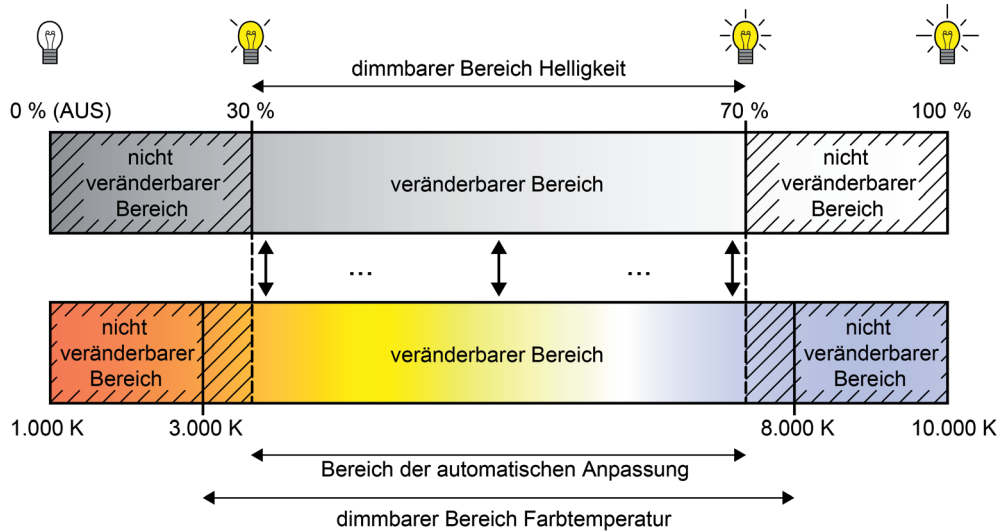 dimmbarer Bereich Helligkeit
0 % (AUS)
30 %
70 %
100 %
nicht
veränderbarer
Bereich
veränderbarer Bereich
nicht
veränderbarer
Bereich
...
...
nicht
veränderbarer
Bereich
veränderbarer Bereich
nicht
veränderbarer
Bereich
1.000 K
3.000 K
8.000 K
10.000 K
Bereich der automatischen Anpassung
dimmbarer Bereich Farbtemperatur